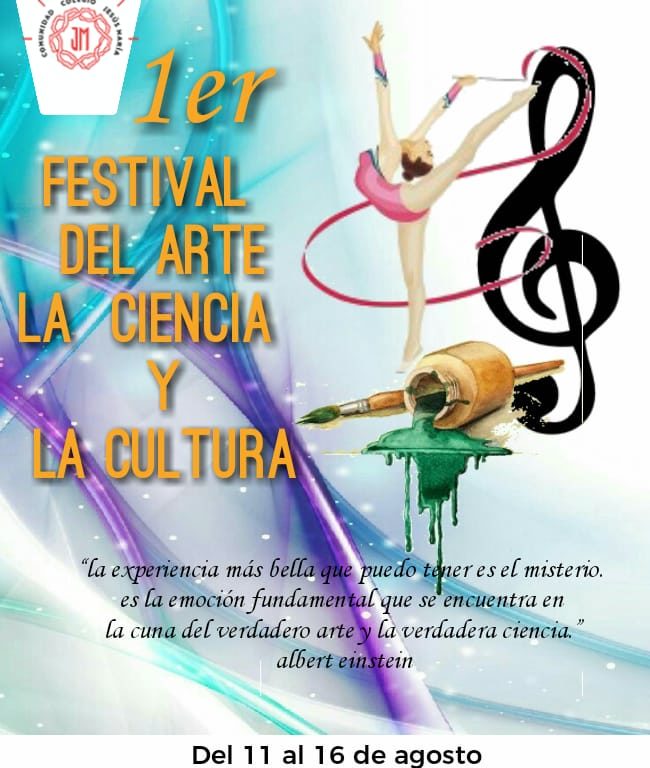 COMUNIDAD COLEGIO JESÚS MARÍA
JM
1er
FESTIVAL
DEL ARTE
LA CIENCIA
Y
LA CULTURA
“la experiencia más bella que puedo tener es el misterio.
es la emoción fundamental que se encuentra en
la cuna del verdadero arte y la verdadera ciencia.”
albert einstein
Del 11 al 16 de agosto